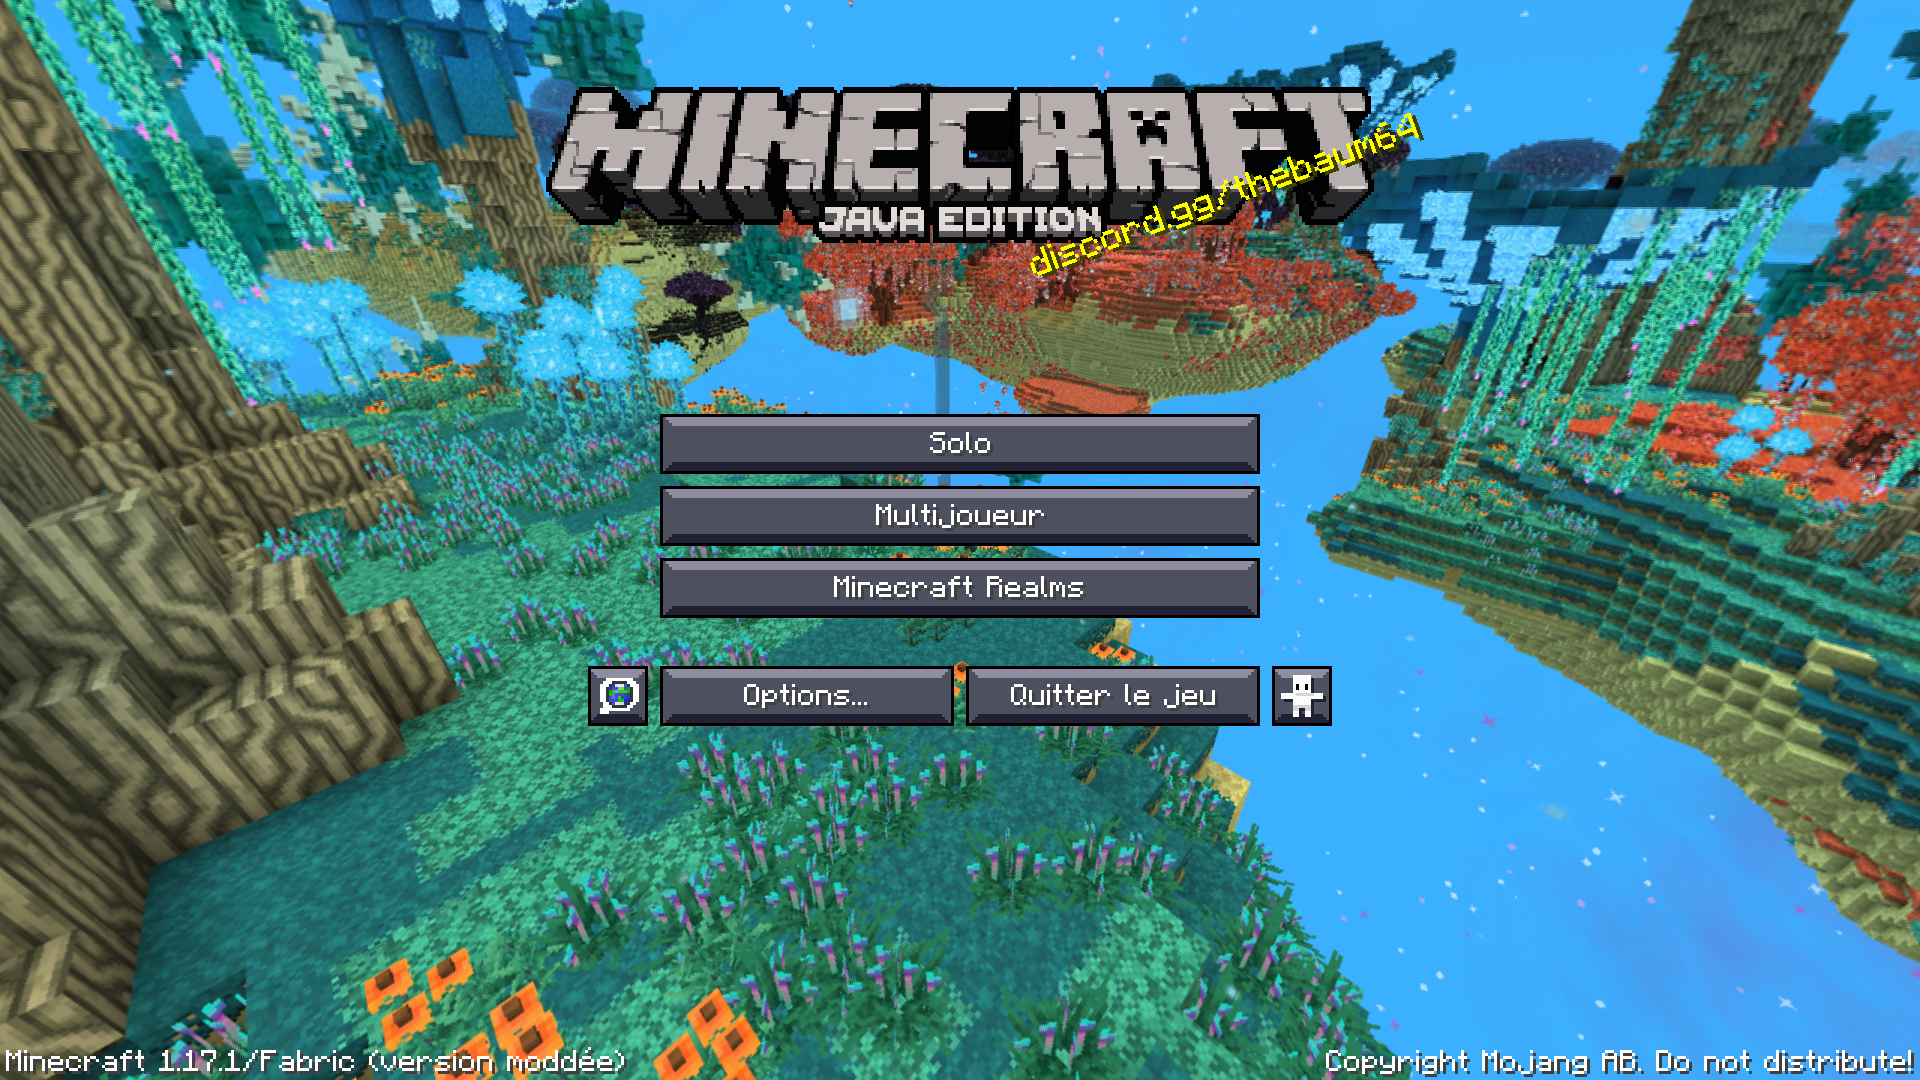 MINECRAFT
JAVA EDITION
discord.gg/thebaum64
Solo
Multijoueur
Minecraft Realms
Options...
Quitter le jeu
Minecraft 1.17.1/Fabric (version moddée)
Copyright Mojang AB. Do not distribute!